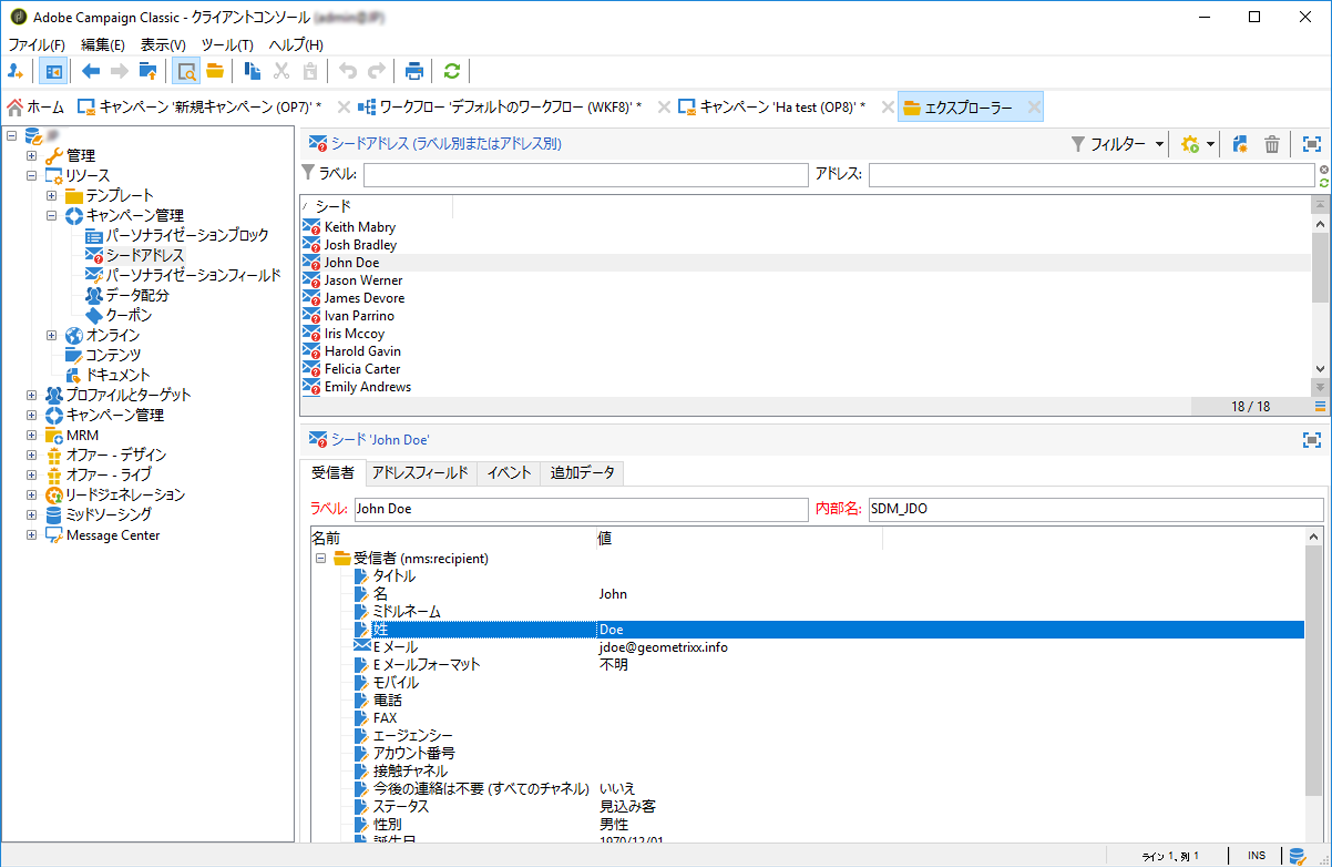 Adobe Campaign Classic - クライアントコンソール
ファイル(F) 編集(E) 表示(V) ツール(T) ヘルプ(H)
ホーム キャンペーン '新規キャンペーン (OP7)' * ワークフロー 'デフォルトのワークフロー (WKF8)' * キャンペーン 'Ha test (OP8)' * エクスプローラー
管理
リソース
テンプレート
キャンペーン管理
パーソナライゼーションブロック
シードアドレス
パーソナライゼーションフィールド
データ配分
クーポン
オンライン
コンテンツ
ドキュメント
プロファイルとターゲット
キャンペーン管理
MRM
オファー - デザイン
オファー - ライブ
リードジェネレーション
ミッドソーシング
Message Center
シードアドレス (ラベル別またはアドレス別) フィルター
ラベル: アドレス:
シード
Keith Mabry
Josh Bradley
John Doe
Jason Werner
James Devore
Ivan Parrino
Iris Mccoy
Harold Gavin
Felicia Carter
Emily Andrews
18 / 18
シード 'John Doe'
受信者 アドレスフィールド イベント 追加データ
ラベル: John Doe 内部名: SDM_JDO
名前 値
受信者 (nms:recipient)
タイトル
名 John
ミドルネーム
姓 Doe
E メール jdoe@geometrixx.info
E メールフォーマット 不明
モバイル
電話
FAX
エージェンシー
アカウント番号
接触チャネル
今後の連絡は不要 (すべてのチャネル) いいえ
ステータス 見込み客
性別 男性
誕生日 1970/12/01
ライン 1、列 1 INS